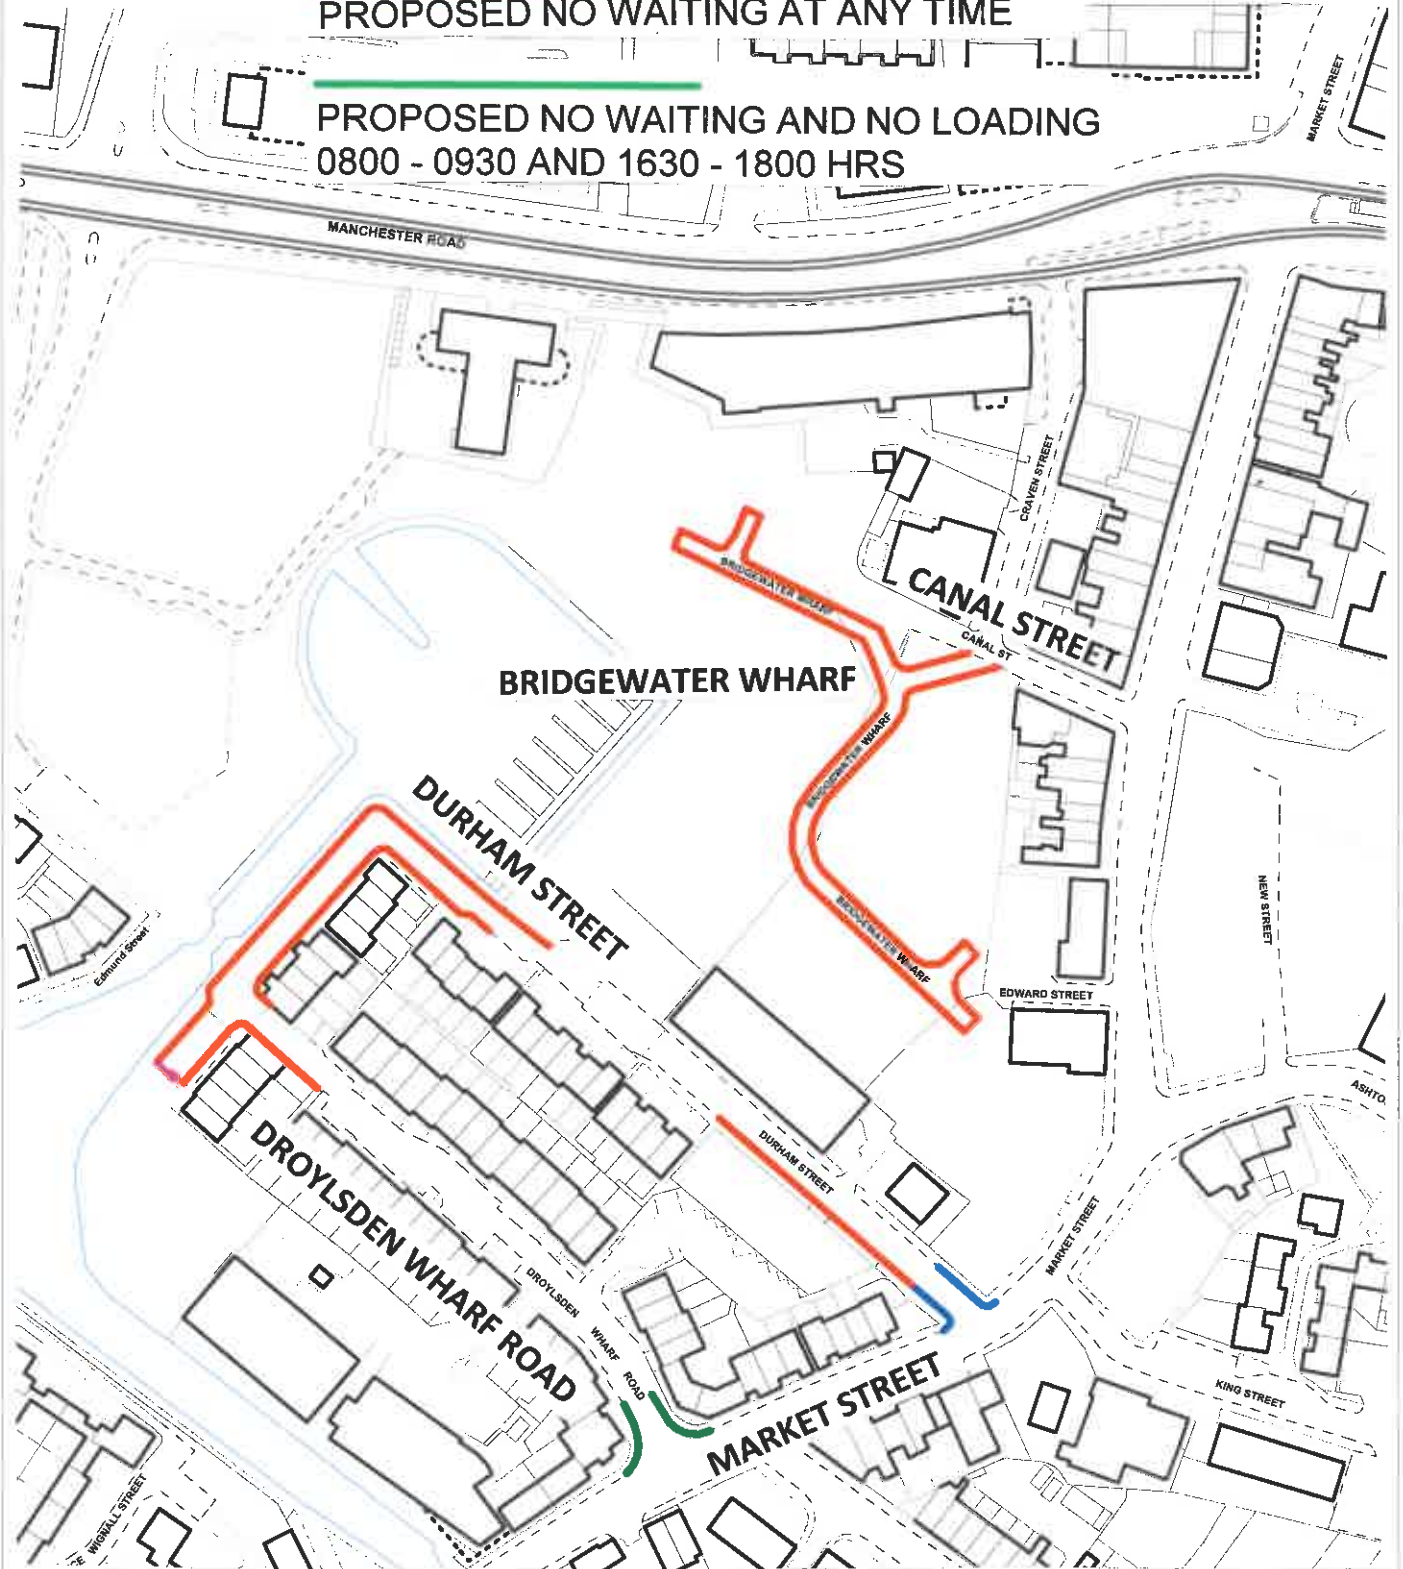 PROPOSED NO WAITING AT ANY TIME
PROPOSED NO WAITING AND NO LOADING
0800 - 0930 AND 1630 - 1800 HRS
MARKET STREET
MANCHESTER ROAD
CRAVEN STREET
BRIDGEWATER WHARF
CANAL STREET
CANAL ST
BRIDGEWATER WHARF
BRIDGEWATER WHARF
DURHAM STREET
BRIDGEWATER WHARF
NEW STREET
Edmund Street
EDWARD STREET
ASHTO
DURHAM STREET
DROYLSDEN WHARF ROAD
MARKET STREET
DROYLSDEN WHARF ROAD
MARKET STREET
KING STREET
WIGNALL STREET